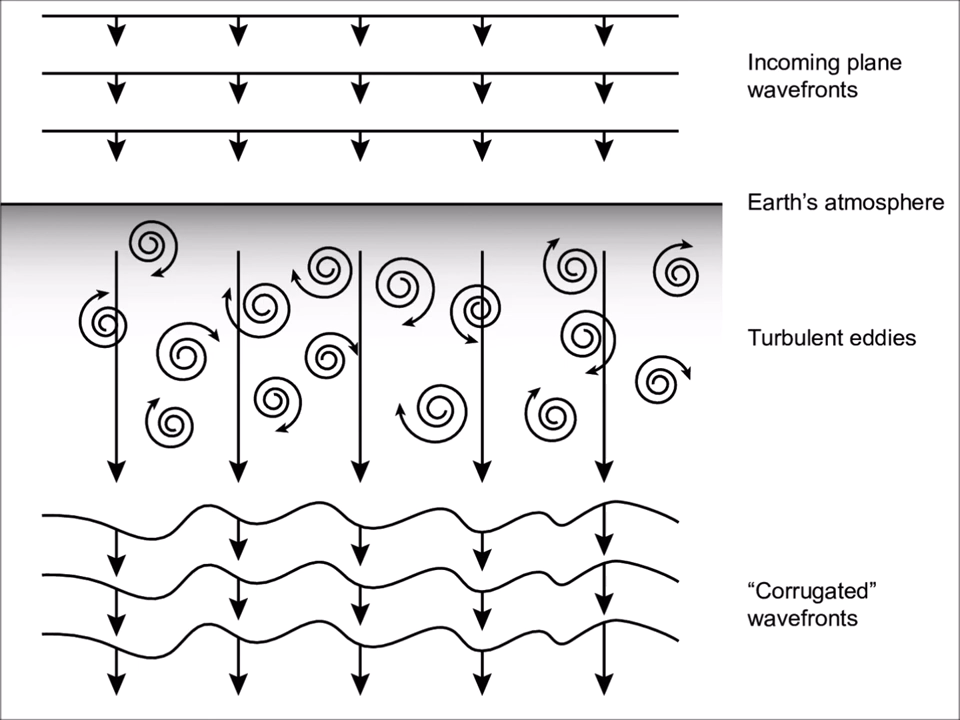 Incoming plane
wavefronts
Earth’s atmosphere
Turbulent eddies
“Corrugated”
wavefronts